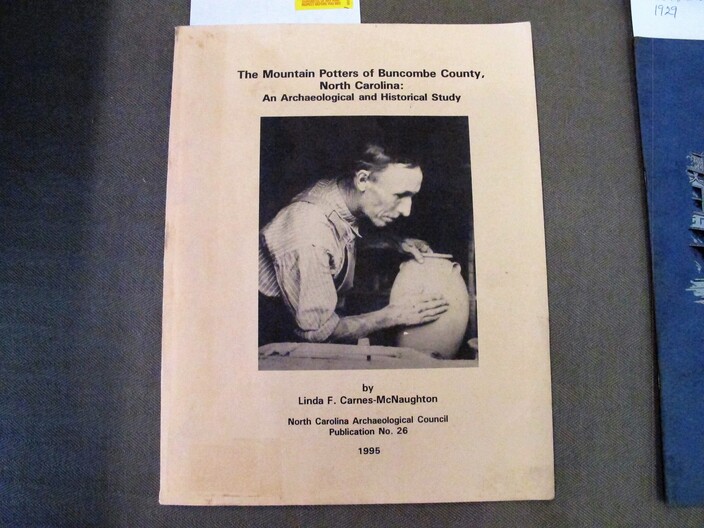 1929
The Mountain Potters of Buncombe County,
North Carolina:
An Archaeological and Historical Study
by
Linda F. Carnes-McNaughton
North Carolina Archaeological Council
Publication No. 26
1995